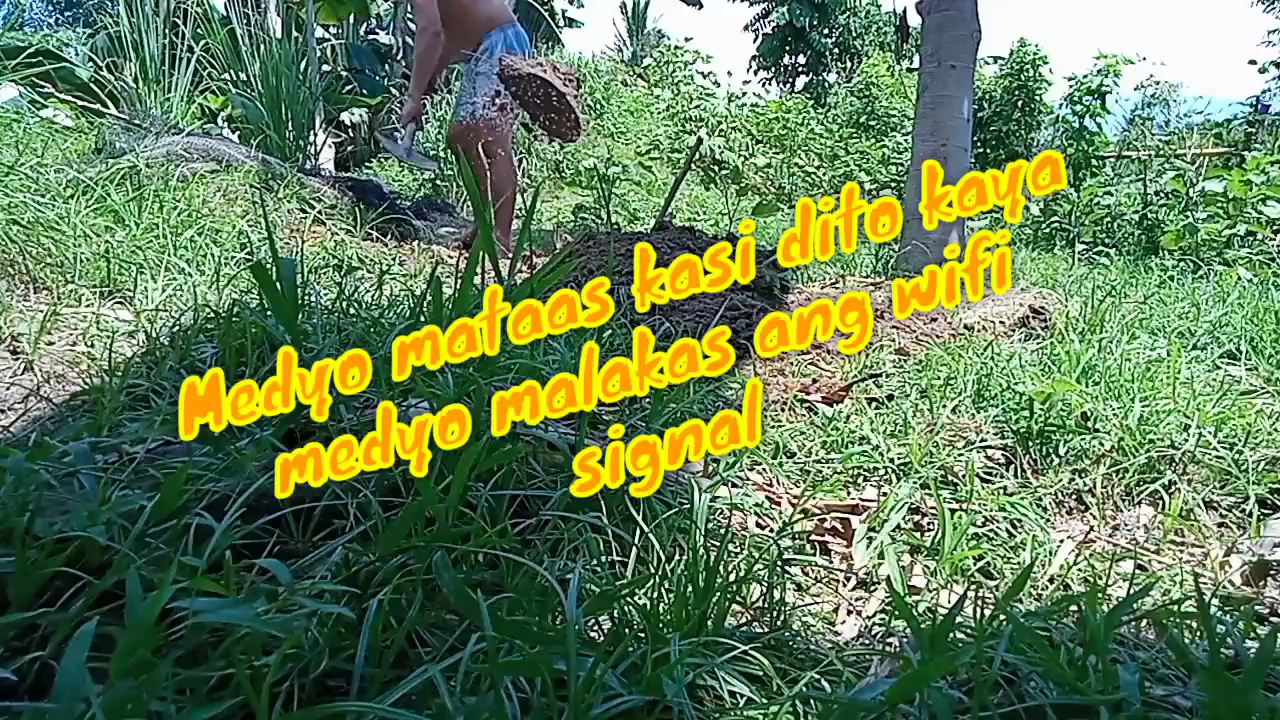 Medyo mataas kasi dito kaya
medyo malakas ang wifi
signal